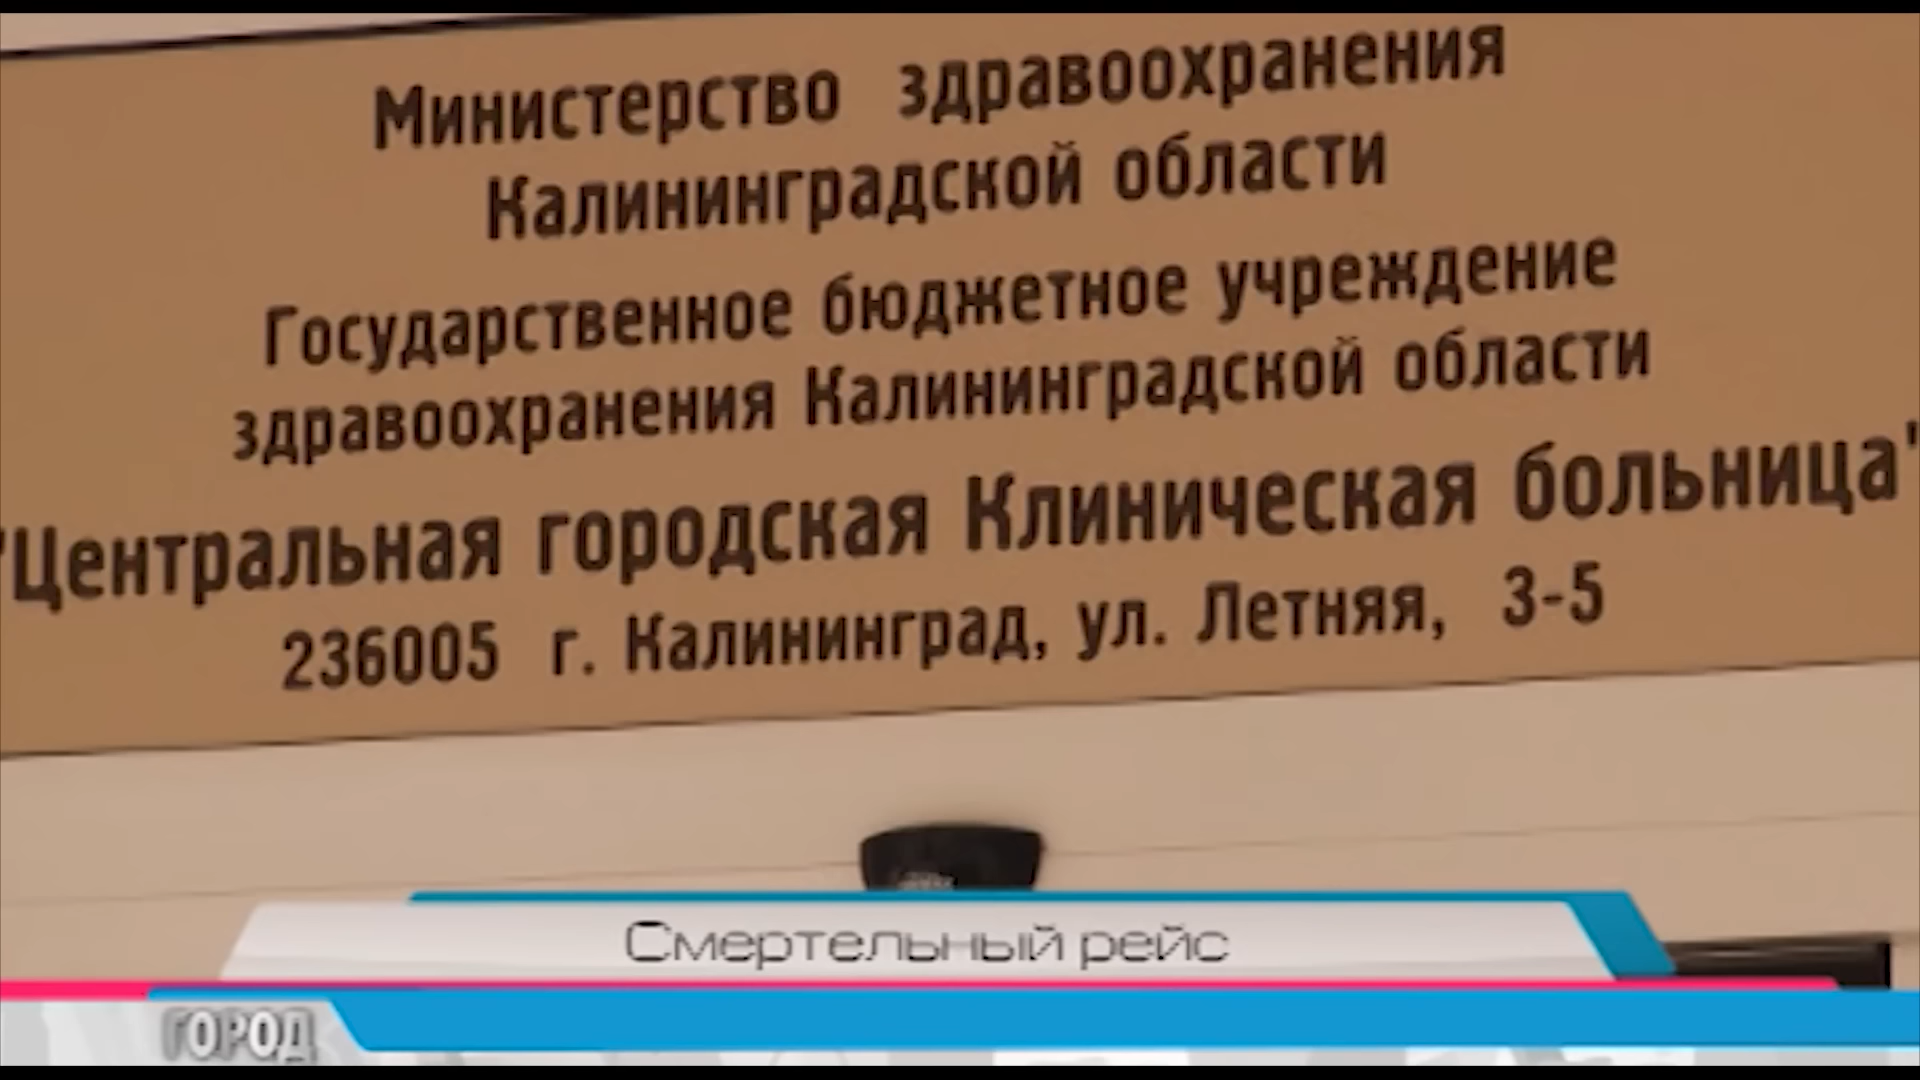 Министерство здравоохранения
Калининградской области
Государственное бюджетное учреждение
здравоохранения Калининградской области
"Центральная городская Клиническая больница"
236005 г. Калининград, ул. Летняя, 3-5
Смертельный рейс
ГОРОД